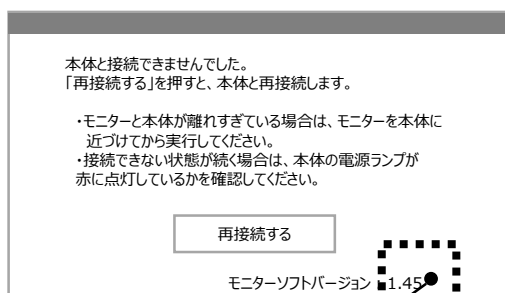 本体と接続できませんでした。
「再接続する」を押すと、本体と再接続します。
・モニターと本体が離れすぎている場合は、モニターを本体に
近づけてから実行してください。
・接続できない状態が続く場合は、本体の電源ランプが
赤に点灯しているかを確認してください。
再接続する
モニターソフトバージョン：1.45